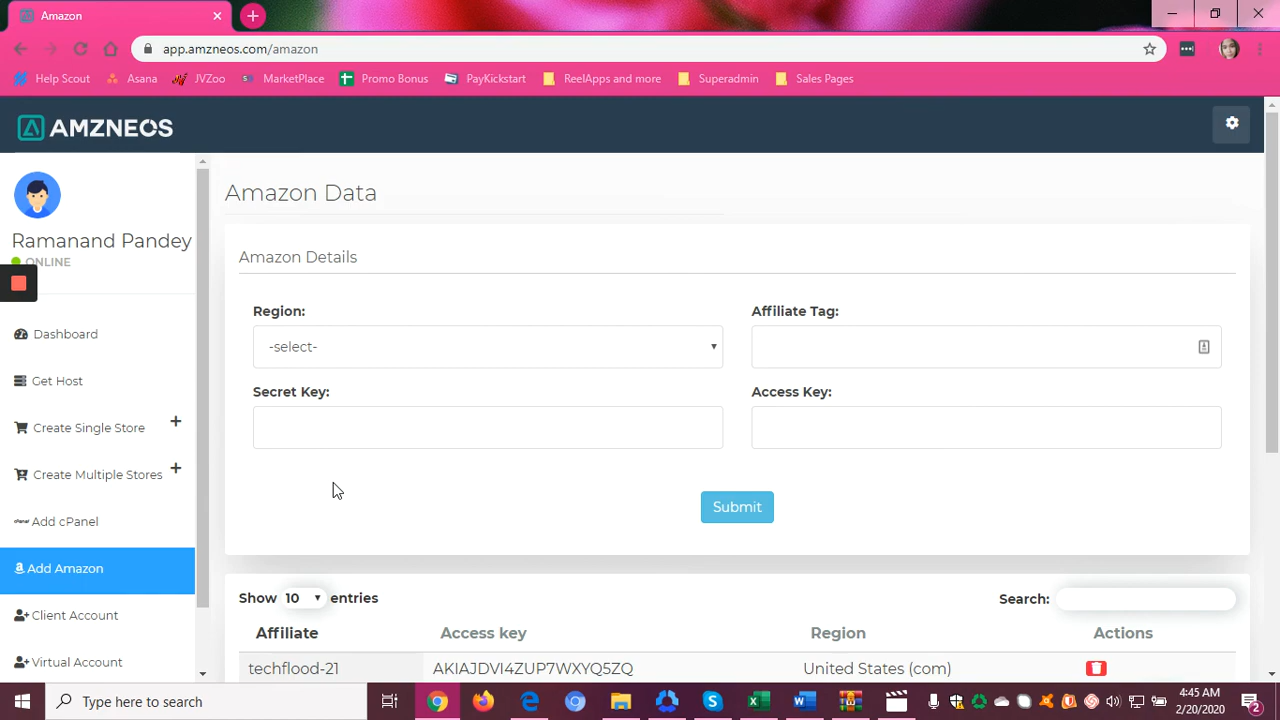 Amazon
app.amzneos.com/amazon
Help Scout Asana JVZoo MarketPlace Promo Bonus PayKickstart ReelApps and more Superadmin Sales Pages
AMZNEOS
Ramanand Pandey
ONLINE
Dashboard
Get Host
Create Single Store +
Create Multiple Stores +
Add cPanel
Add Amazon
Client Account
Virtual Account
Amazon Data
Amazon Details
Region: Affiliate Tag:
-select-
Secret Key: Access Key:
Submit
Show 10 entries Search:
Affiliate Access key Region Actions
techflood-21 AKIAJDVI4ZUP7WXYQ5ZQ United States (com)
Type here to search
4:45 AM
2/20/2020
2